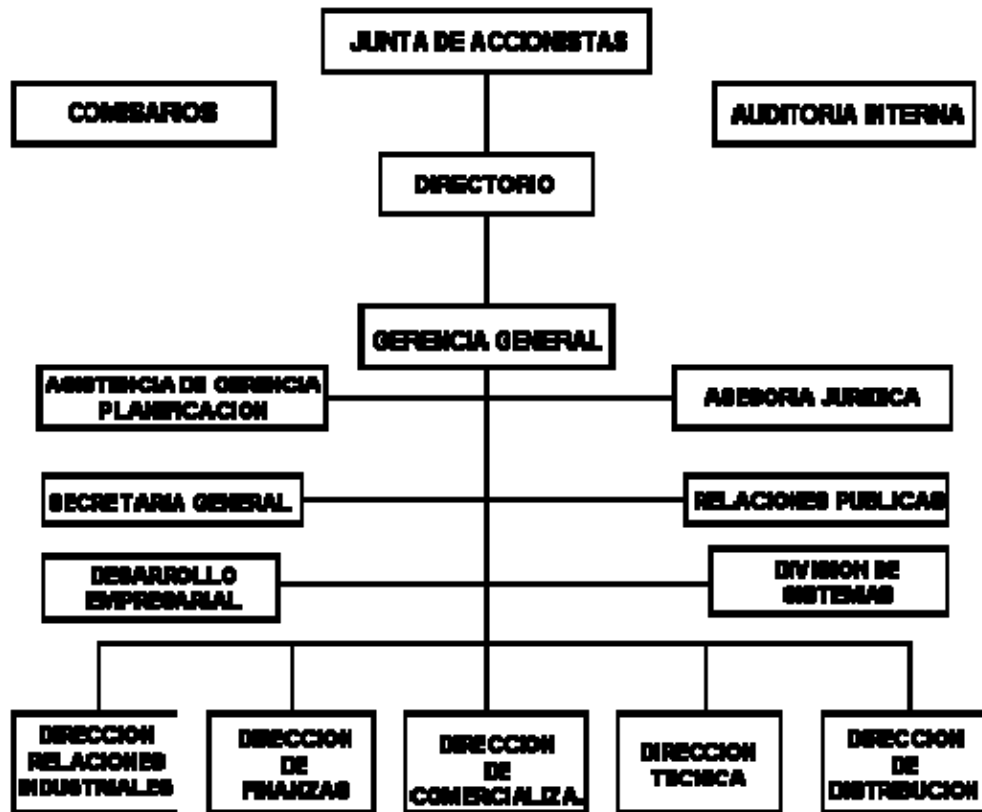 JUNTA DE ACCIONISTAS
COMISARIOS
AUDITORIA INTERNA
DIRECTORIO
GERENCIA GENERAL
ASISTENCIA DE GERENCIA
PLANIFICACION
ASESORIA JURIDICA
SECRETARIA GENERAL
RELACIONES PUBLICAS
DESARROLLO
EMPRESARIAL
DIVISION DE
SISTEMAS
DIRECCION
RELACIONES
INDUSTRIALES
DIRECCION
DE
FINANZAS
DIRECCION
DE
COMERCIALIZA.
DIRECCION
TECNICA
DIRECCION
DE
DISTRIBUCION